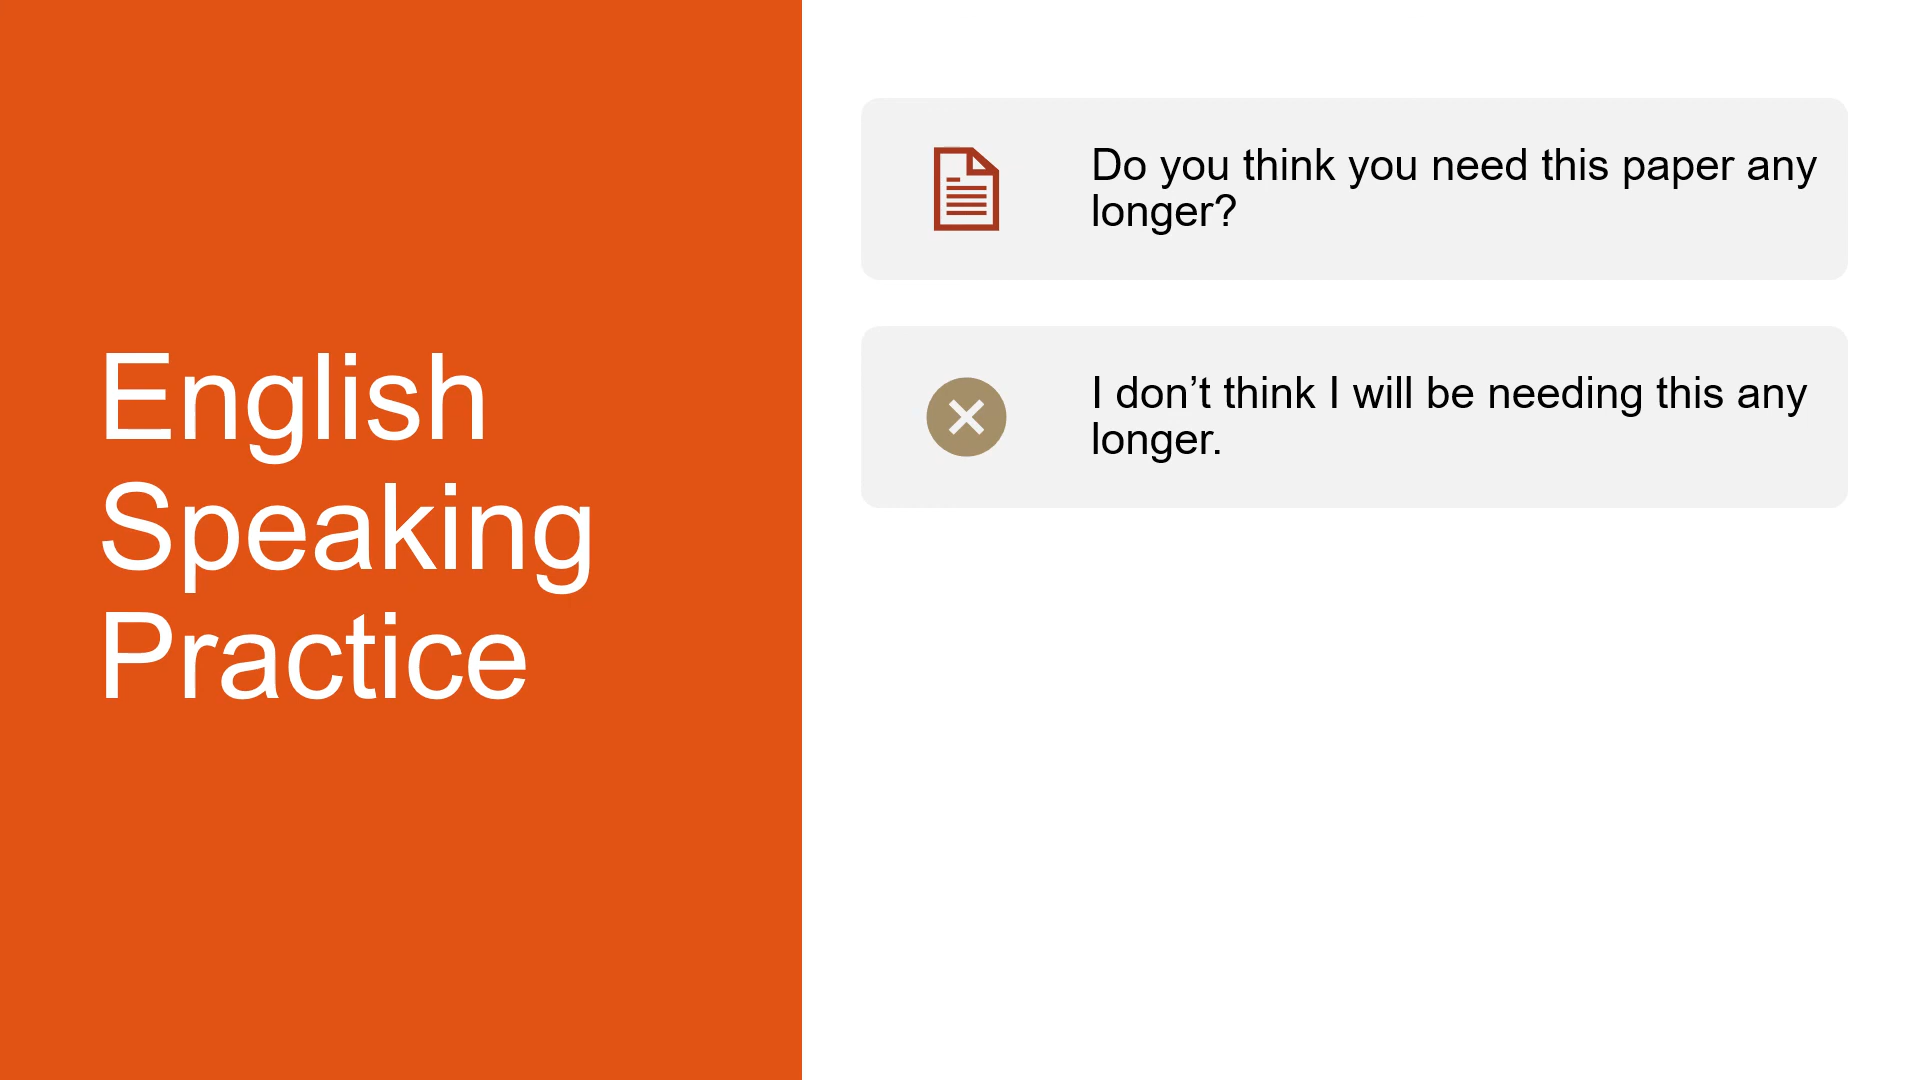 English
Speaking
Practice
Do you think you need this paper any
longer?
I don’t think I will be needing this any
longer.